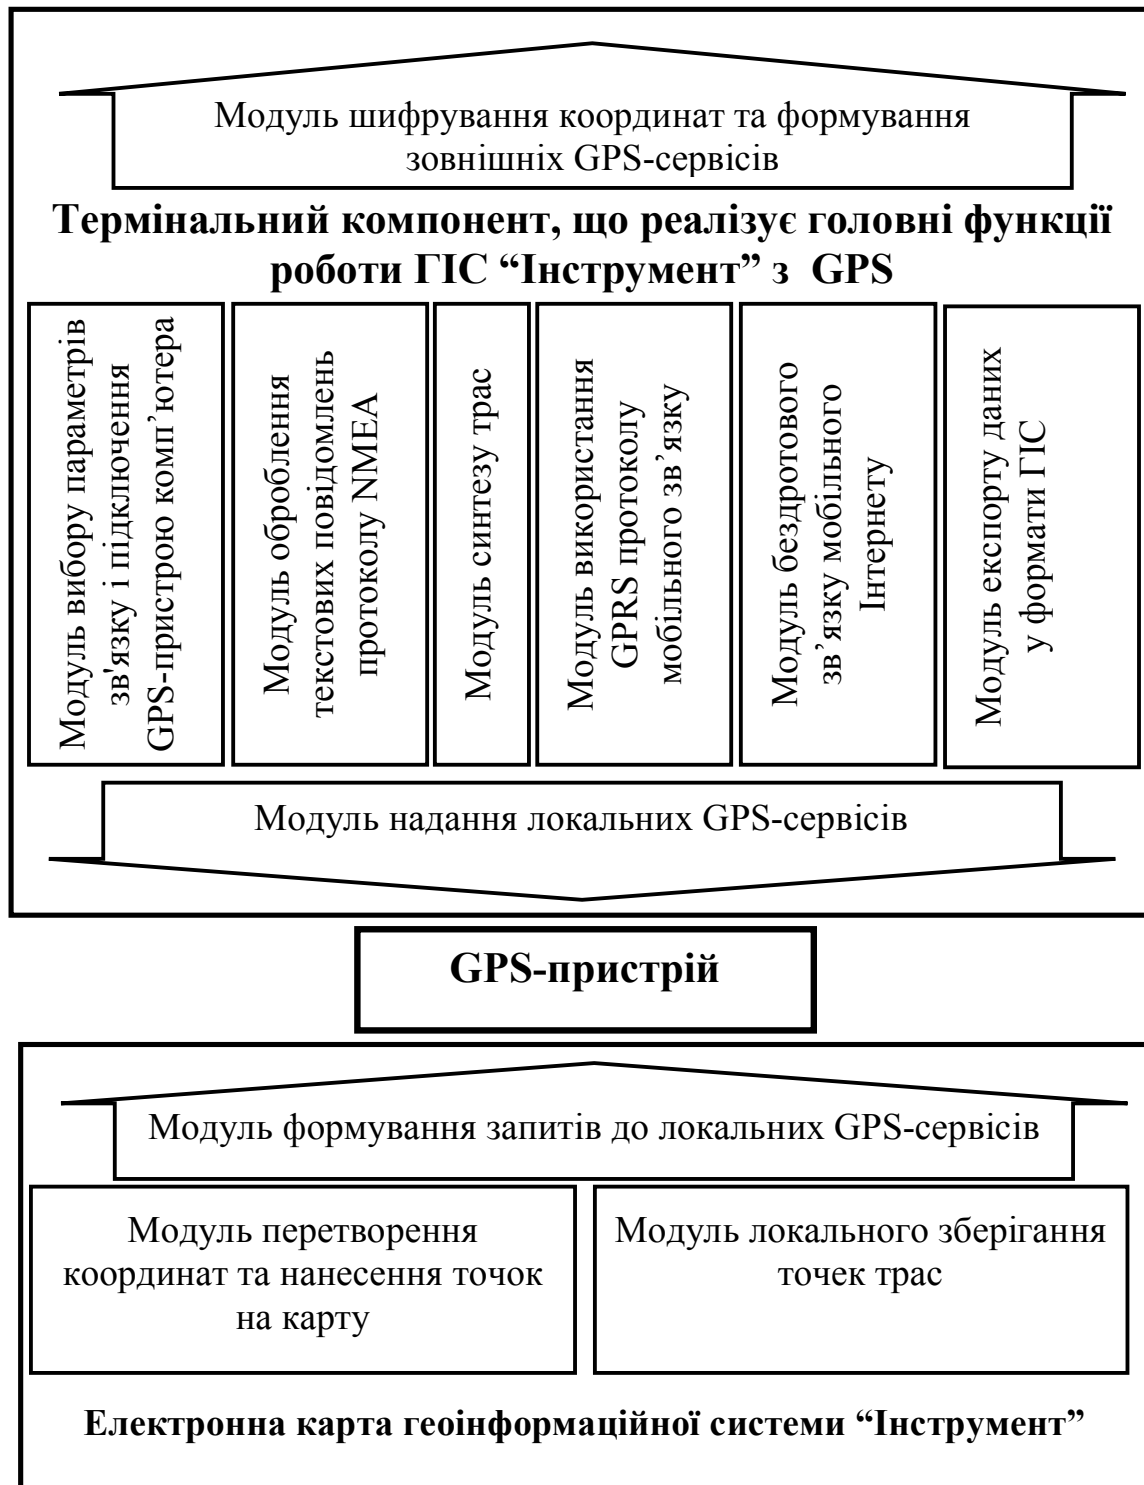 Модуль шифрування координат та формування
зовнішніх GPS-сервісів
Термінальний компонент, що реалізує головні функції
роботи ГІС “Інструмент” з GPS
Модуль вибору параметрів
зв'язку і підключення
GPS-пристрою комп’ютера
Модуль оброблення
текстових повідомлень
протоколу NMEA
Модуль синтезу трас
Модуль використання
GPRS протоколу
мобільного зв’язку
Модуль бездротового
зв’язку мобільного
Інтернету
Модуль експорту даних
у формати ГІС
Модуль надання локальних GPS-сервісів
GPS-пристрій
Модуль формування запитів до локальних GPS-сервісів
Модуль перетворення
координат та нанесення точок
на карту
Модуль локального зберігання
точек трас
Електронна карта геоінформаційної системи “Інструмент”